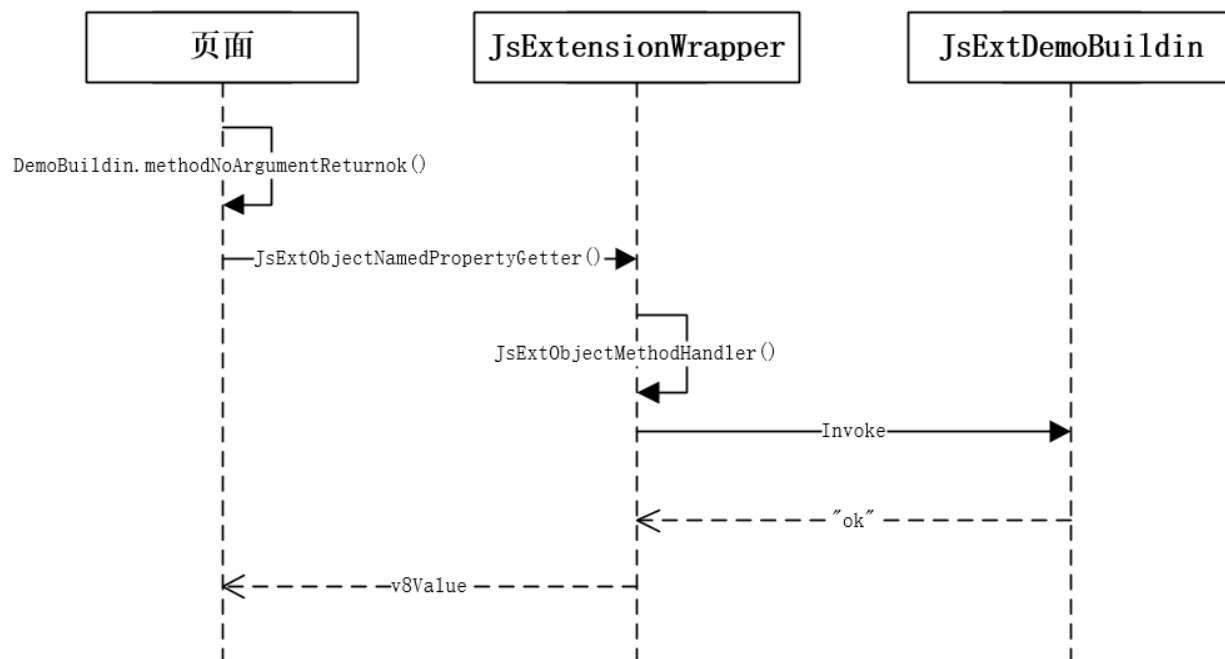 页面
JsExtensionWrapper
JsExtDemoBuildin
DemoBuildin.methodNoArgumentReturnok()
JsExtObjectNamedPropertyGetter()
JsExtObjectMethodHandler()
Invoke
"ok"
v8Value